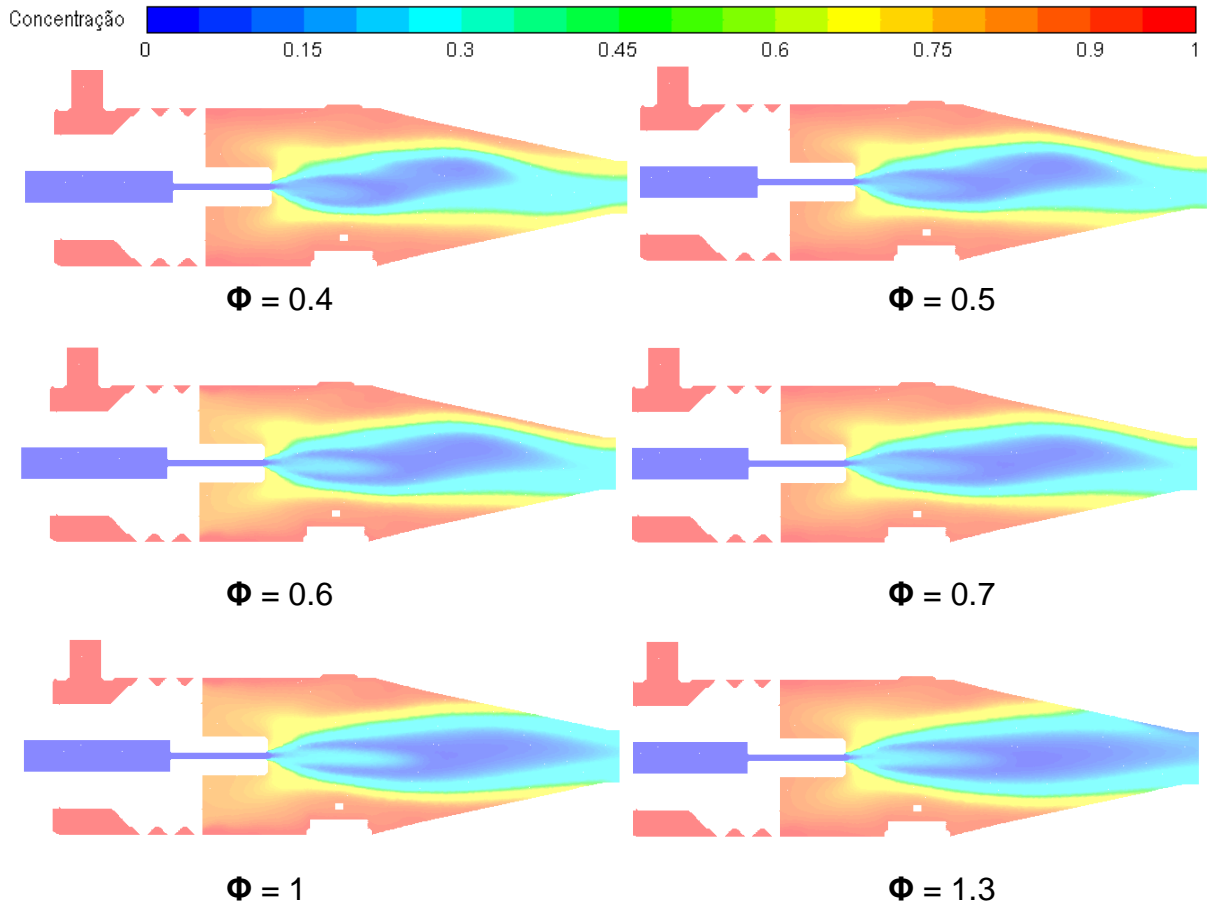 Concentração
0 0.15 0.3 0.45 0.6 0.75 0.9 1
Φ = 0.4 Φ = 0.5
Φ = 0.6 Φ = 0.7
Φ = 1 Φ = 1.3